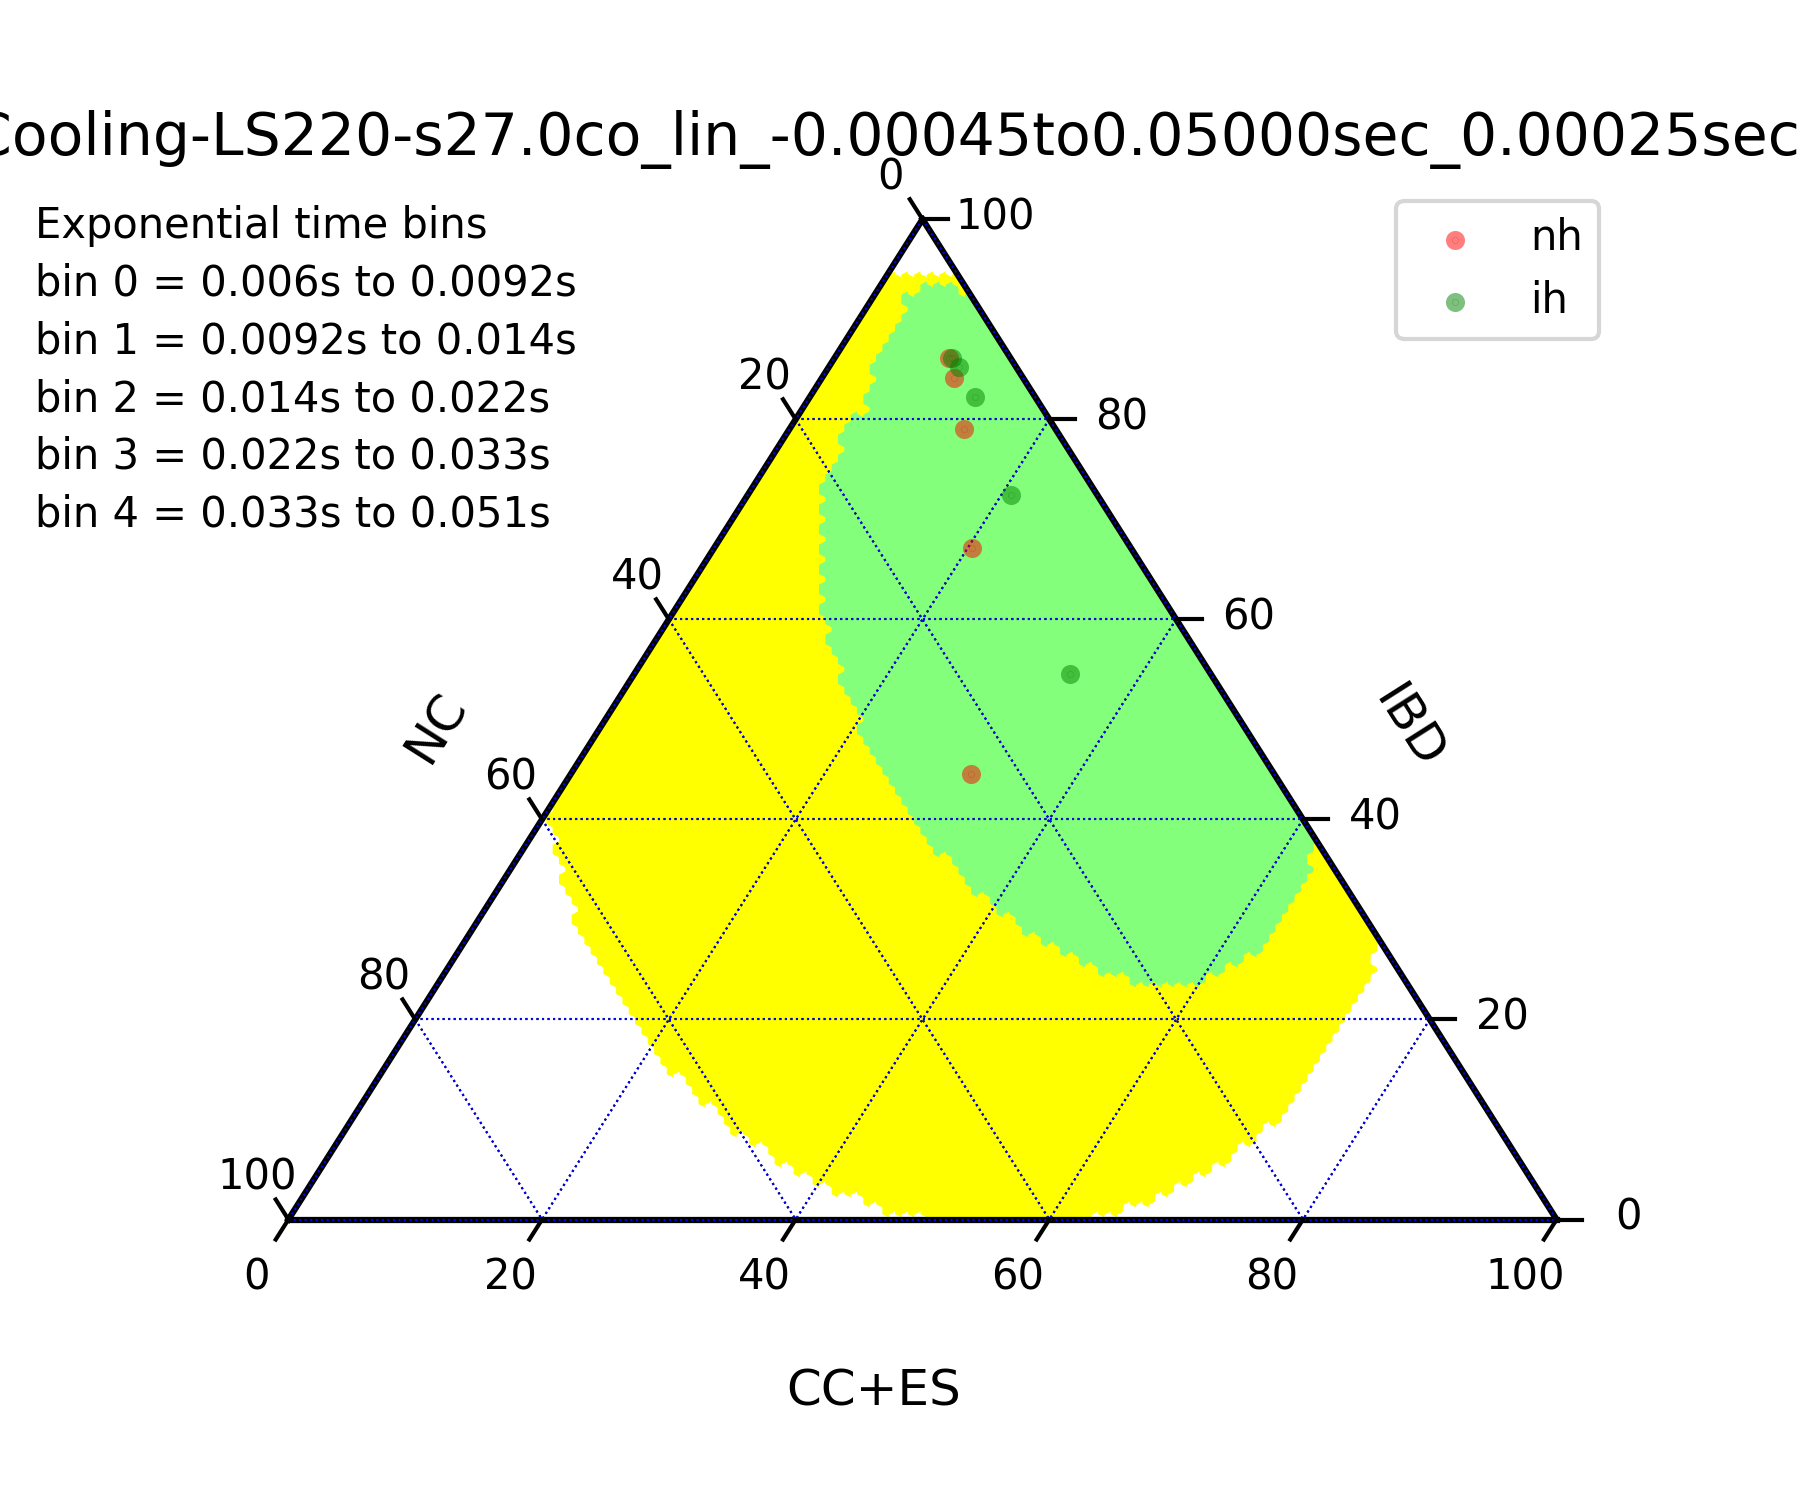 Cooling-LS220-s27.0co_lin_-0.00045to0.05000sec_0.00025sec
Exponential time bins
bin 0 = 0.006s to 0.0092s
bin 1 = 0.0092s to 0.014s
bin 2 = 0.014s to 0.022s
bin 3 = 0.022s to 0.033s
bin 4 = 0.033s to 0.051s
nh
ih
0
100
20
80
40
60
NC
IBD
60
40
80
20
100
0
0
20
40
60
80
100
CC+ES